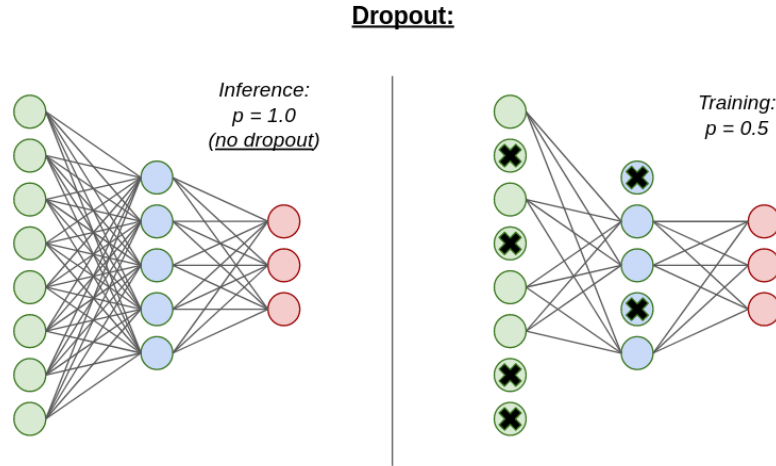 Dropout:
Inference:
p = 1.0
(no dropout)
Training:
p = 0.5